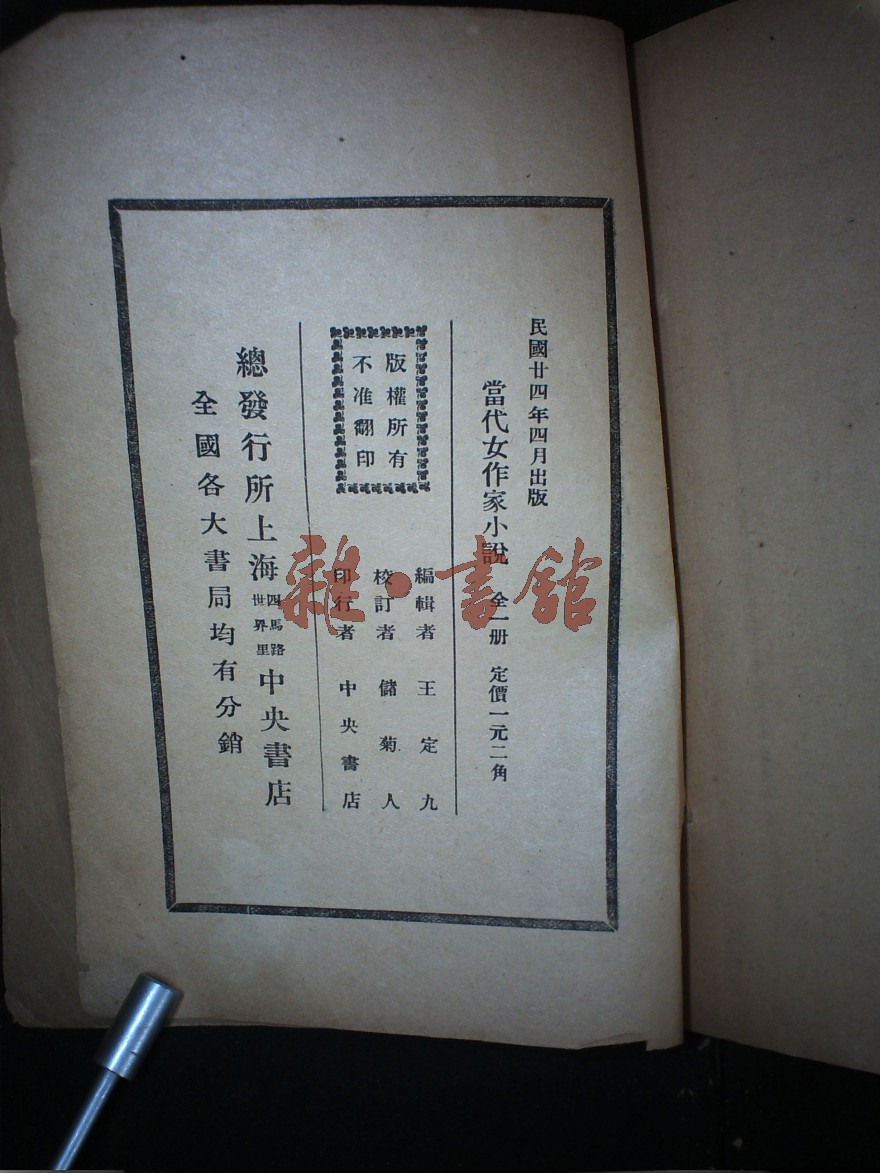 民國廿四年四月出版
當代女作家小說 全一册 定價一元二角
版權所有
不准翻印
編輯者 王定九
校訂者 儲菊人
印行者 中央書店
總發行所上海四馬路世界里中央書店
全國各大書局均有分銷
雜·書館